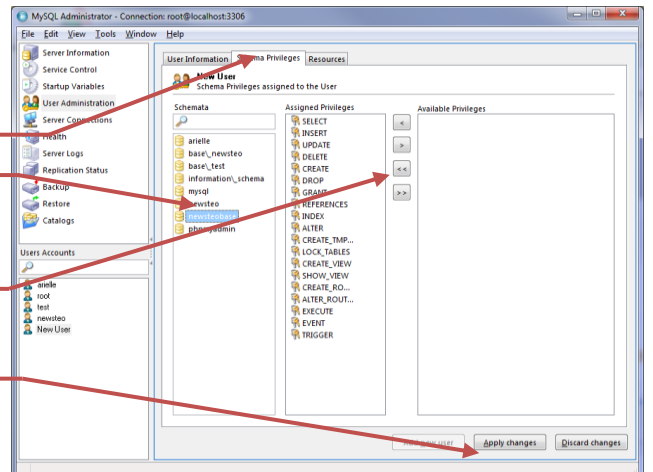 MySQL Administrator - Connection: root@localhost:3306
File Edit View Tools Window Help
Server Information
Service Control
Startup Variables
User Administration
Server Connections
Health
Server Logs
Replication Status
Backup
Restore
Catalogs
Users Accounts
arielle
root
test
newsteo
New User
User Information Schema Privileges Resources
New User
Schema Privileges assigned to the User
Schemata
arielle
base\_newsteo
base\_test
information\_schema
mysql
newsteo
newsteobase
phpmyadmin
Assigned Privileges
SELECT
INSERT
UPDATE
DELETE
CREATE
DROP
GRANT
REFERENCES
INDEX
ALTER
CREATE_TMP...
LOCK_TABLES
CREATE_VIEW
SHOW_VIEW
CREATE_RO...
ALTER_ROUT...
EXECUTE
EVENT
TRIGGER
<
>
<<
>>
Available Privileges
new user Apply changes Discard changes